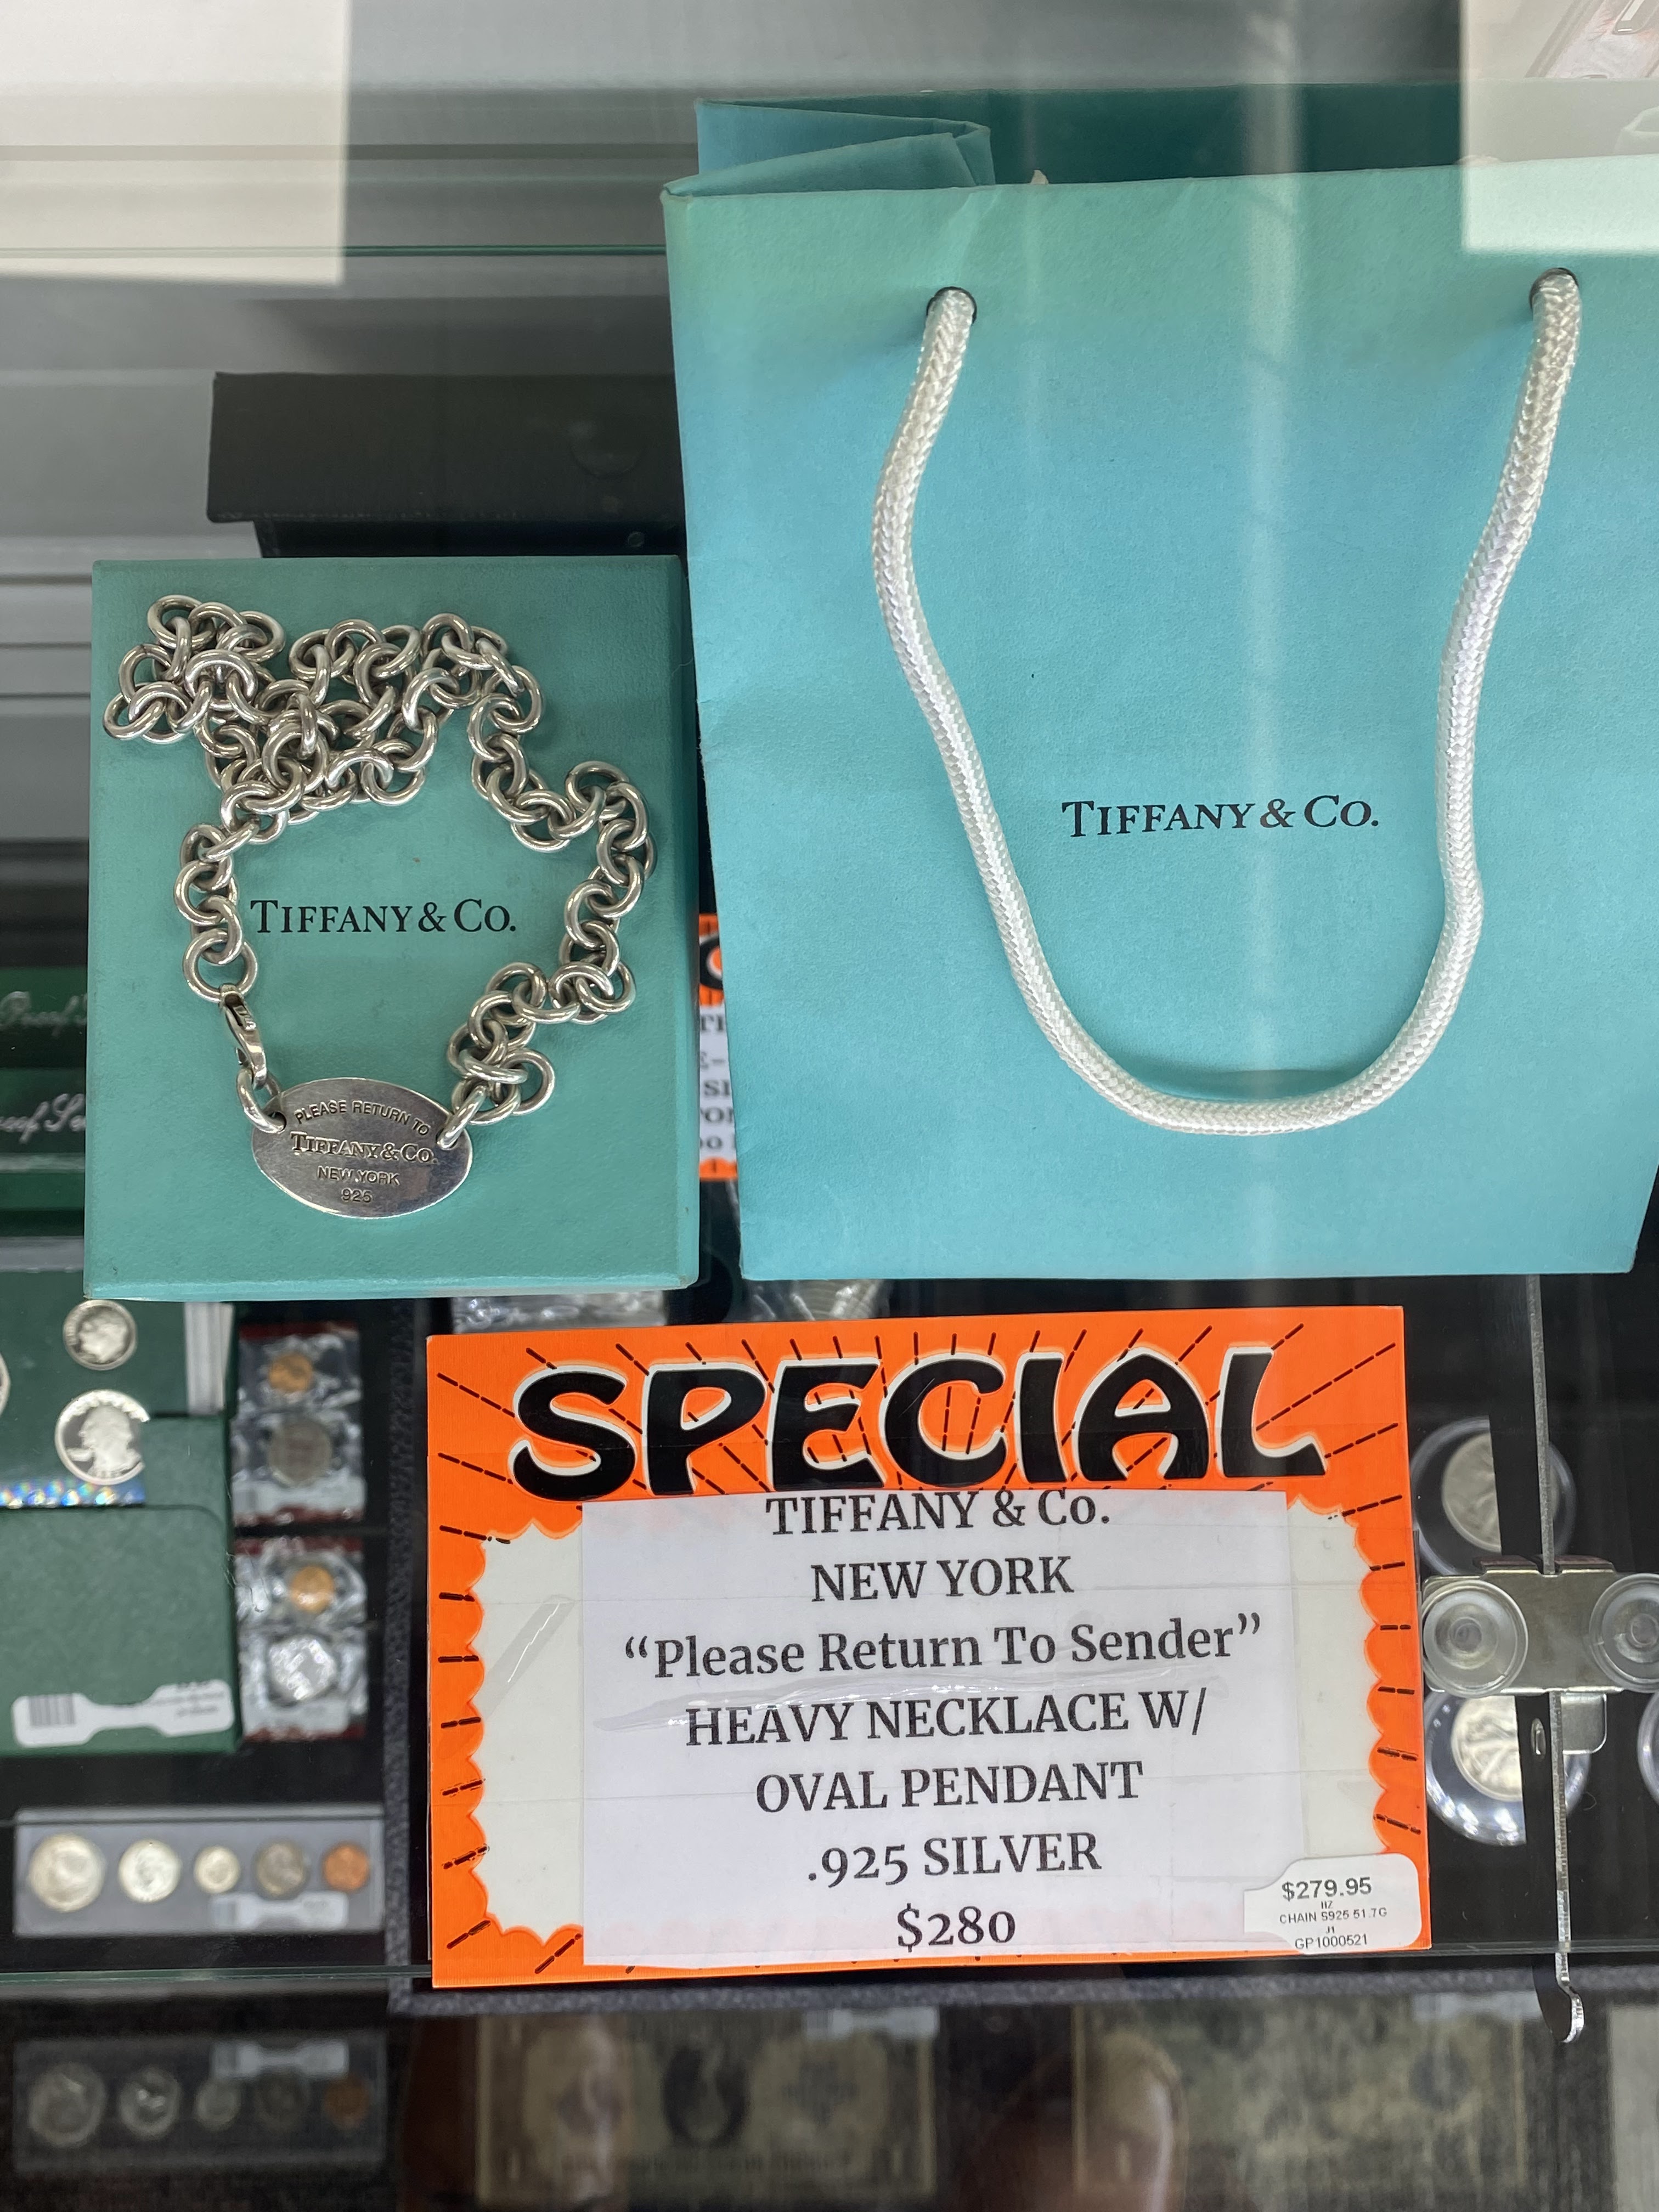 TIFFANY & CO.
TIFFANY & CO.
PLEASE RETURN TO
TIFFANY & CO.
NEW YORK
925
SPECIAL
TIFFANY & Co.
NEW YORK
“Please Return To Sender”
HEAVY NECKLACE W/
OVAL PENDANT
.925 SILVER
$280
$279.95
CHAIN S925 51.7G
J1
GP1000521